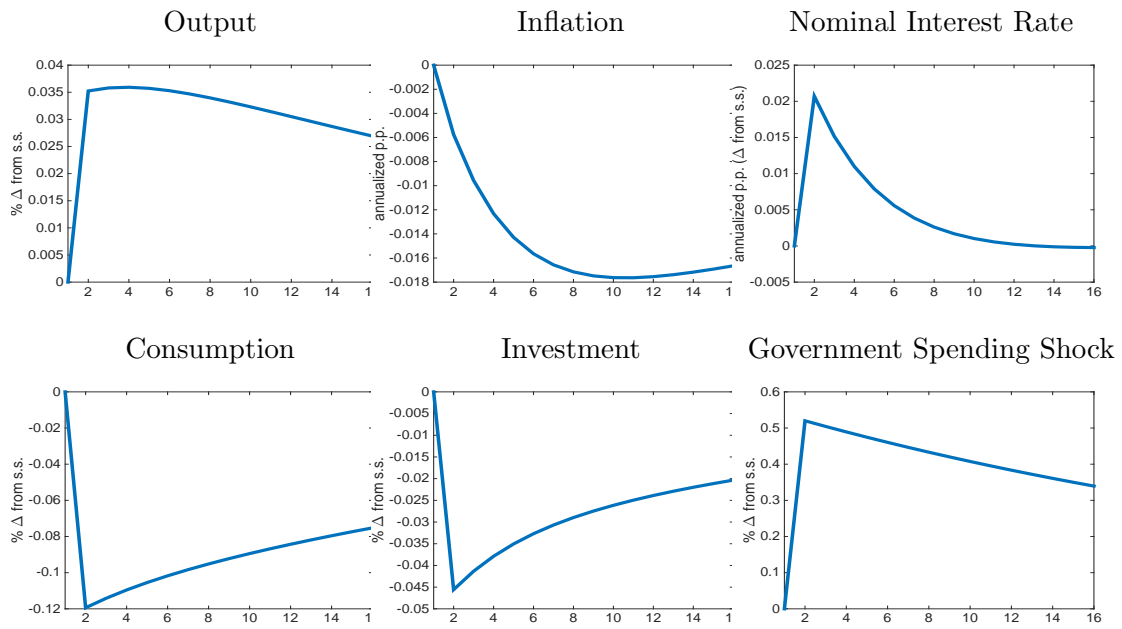 Output
% Δ from s.s.
0.04
0.035
0.03
0.025
0.02
0.015
0.01
0.005
0
2 4 6 8 10 12 14 1
Inflation
annualized p.p.
0
-0.002
-0.004
-0.006
-0.008
-0.01
-0.012
-0.014
-0.016
-0.018
2 4 6 8 10 12 14 1
Nominal Interest Rate
annualized p.p. (Δ from s.s.)
0.025
0.02
0.015
0.01
0.005
0
-0.005
2 4 6 8 10 12 14 16
Consumption
% Δ from s.s.
0
-0.02
-0.04
-0.06
-0.08
-0.1
-0.12
2 4 6 8 10 12 14 1
Investment
% Δ from s.s.
0
-0.005
-0.01
-0.015
-0.02
-0.025
-0.03
-0.035
-0.04
-0.045
-0.05
2 4 6 8 10 12 14 1
Government Spending Shock
% Δ from s.s.
0.6
0.5
0.4
0.3
0.2
0.1
0
2 4 6 8 10 12 14 16